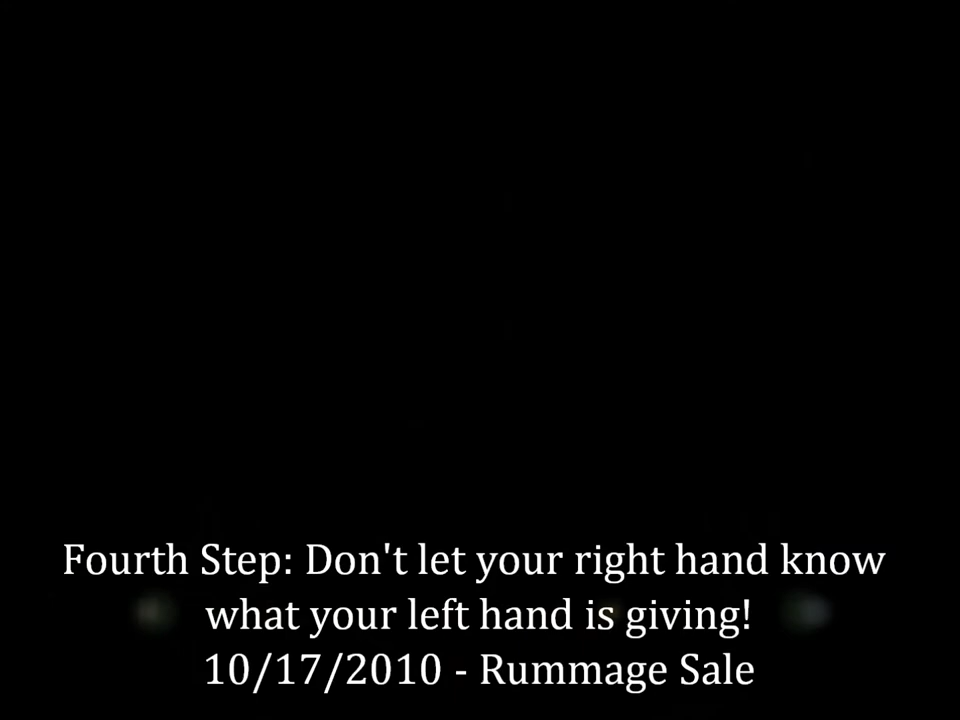 Fourth Step: Don't let your right hand know
what your left hand is giving!
10/17/2010 - Rummage Sale